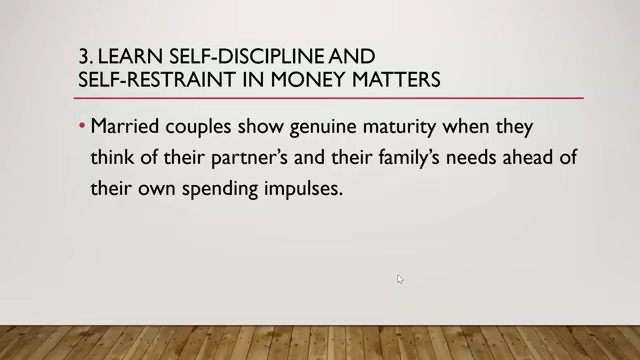 3. LEARN SELF-DISCIPLINE AND
SELF-RESTRAINT IN MONEY MATTERS
• Married couples show genuine maturity when they
think of their partner's and their family's needs ahead of
their own spending impulses.